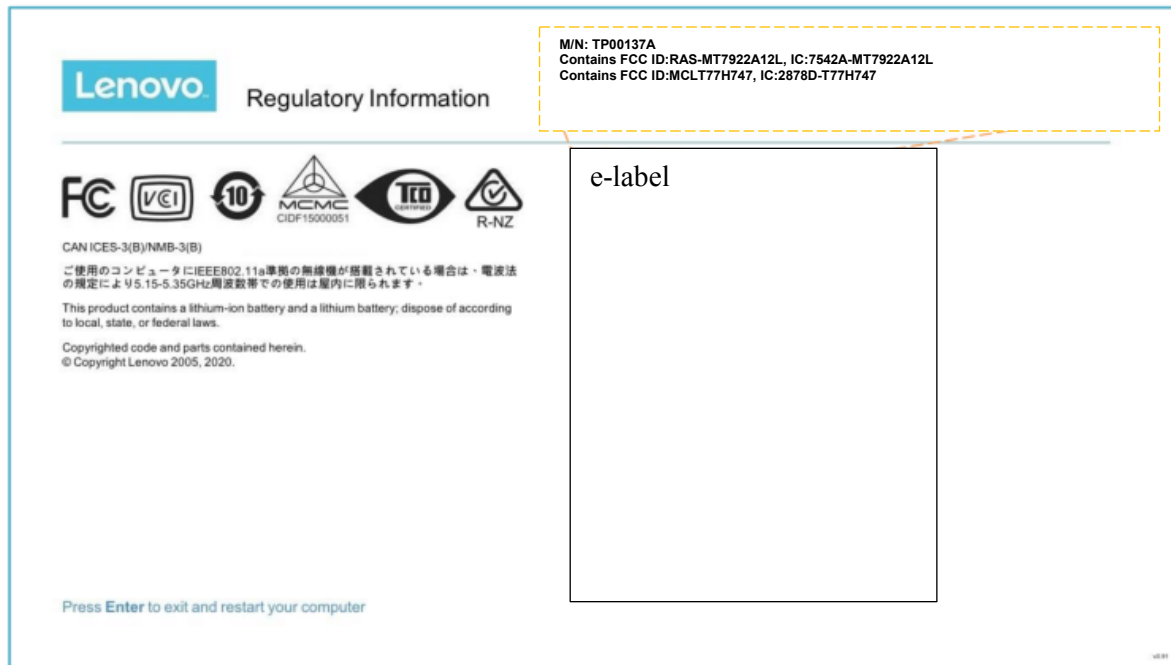 Lenovo
Regulatory Information
M/N: TP00137A
Contains FCC ID:RAS-MT7922A12L, IC:7542A-MT7922A12L
Contains FCC ID:MCLT77H747, IC:2878D-T77H747
e-label
FC
VCI
10
MCMC
CIDF15000051
TCO
CERTIFIED
R-NZ
CAN ICES-3(B)/NMB-3(B)
ご使用のコンピュータにIEEE802.11a準拠の無線機が搭載されている場合は・電波法
の規定により5.15-5.35GHz周波数帯での使用は屋内に限られます・
This product contains a lithium-ion battery and a lithium battery; dispose of according
to local, state, or federal laws.
Copyrighted code and parts contained herein.
© Copyright Lenovo 2005, 2020.
Press Enter to exit and restart your computer